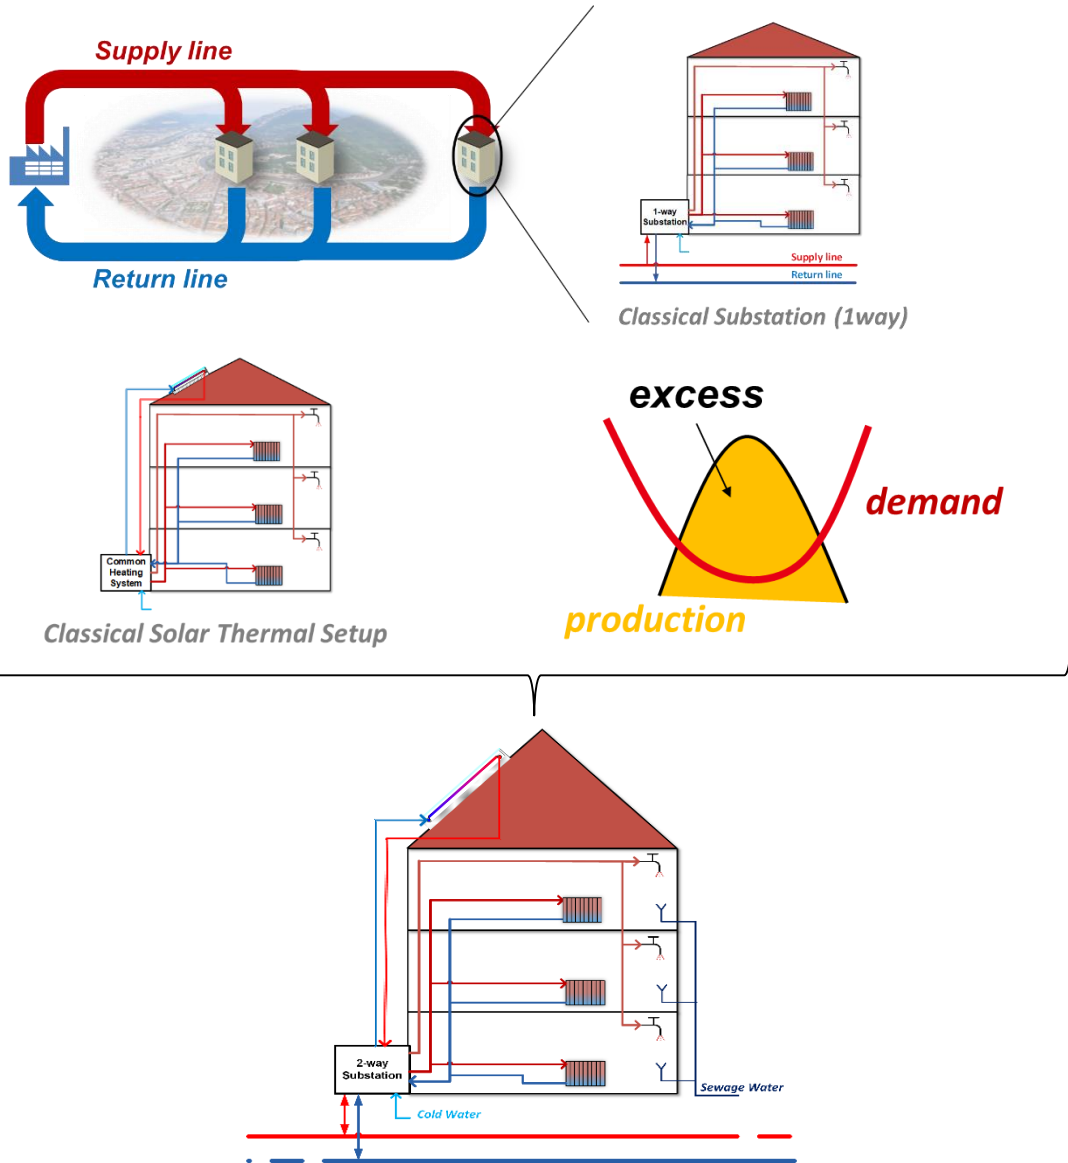 Supply line
Return line
1-way
Substation
Supply line
Return line
Classical Substation (1way)
Common
Heating
System
Classical Solar Thermal Setup
excess
demand
production
2-way
Substation
Cold Water
Sewage Water